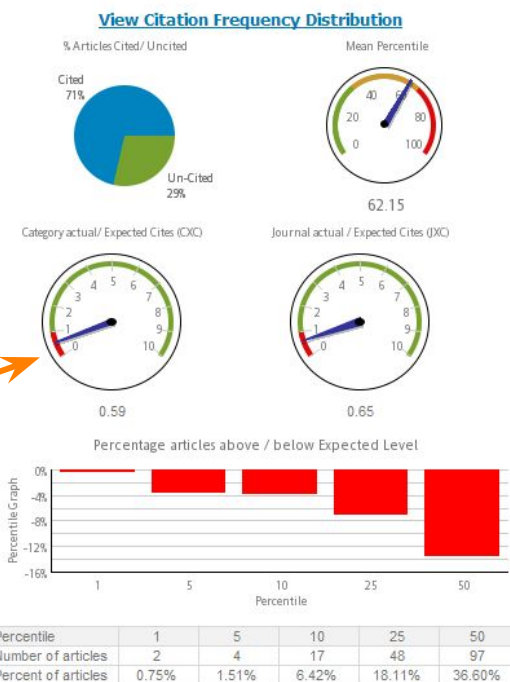 View Citation Frequency Distribution
% Articles Cited/ Uncited
Mean Percentile
Cited
71%
Un-Cited
29%
0
20
40
60
80
100
62.15
Category actual/ Expected Cites (CXC)
Journal actual / Expected Cites (JXC)
0
1
2
3
4
5
6
7
8
9
10
0
1
2
3
4
5
6
7
8
9
10
0.59
0.65
Percentage articles above / below Expected Level
Percentile Graph
0%
-4%
-8%
-12%
-16%
1 5 10 25 50
Percentile
Percentile 1 5 10 25 50
Number of articles 2 4 17 48 97
Percent of articles 0.75% 1.51% 6.42% 18.11% 36.60%